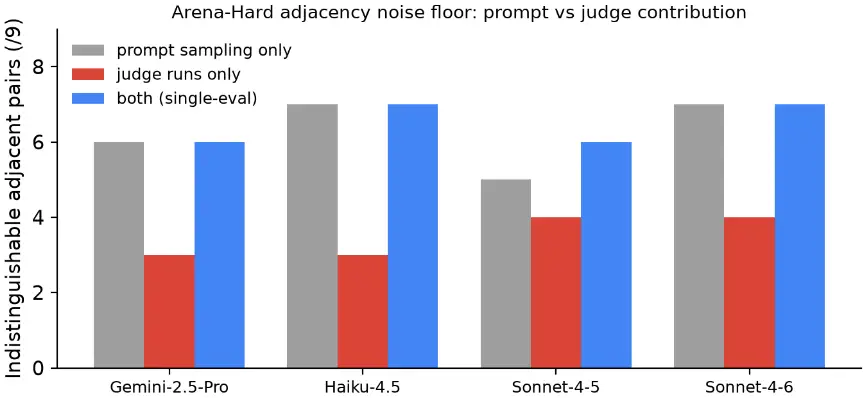 Arena-Hard adjacency noise floor: prompt vs judge contribution
Indistinguishable adjacent pairs (/9)
prompt sampling only
judge runs only
both (single-eval)
8
6
4
2
0
Gemini-2.5-Pro
Haiku-4.5
Sonnet-4-5
Sonnet-4-6